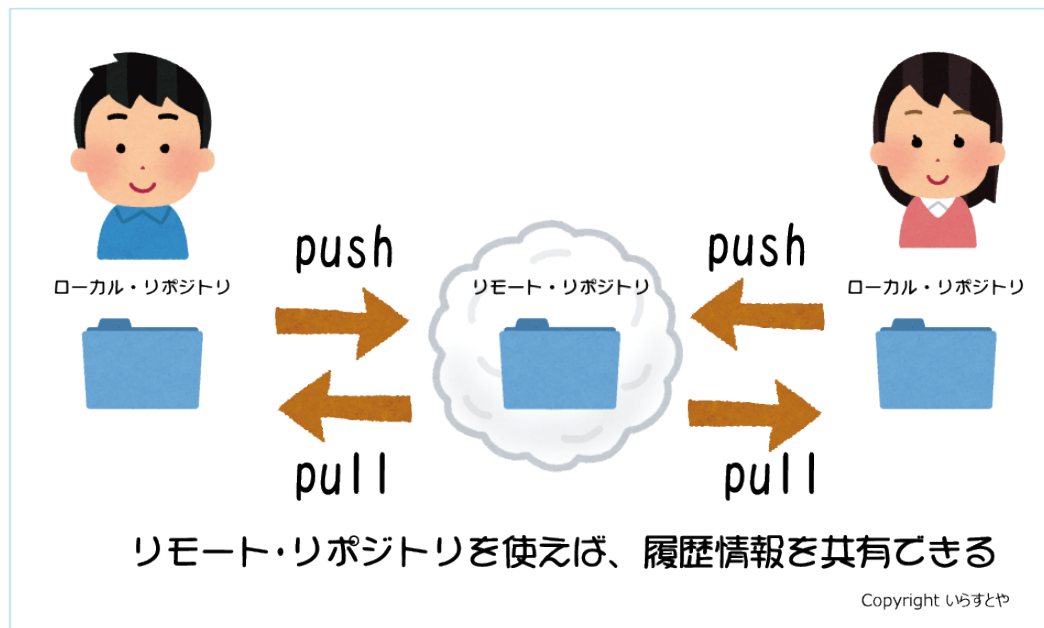 push
push
ローカル・リポジトリ
リモート・リポジトリ
ローカル・リポジトリ
pull
pull
リモート・リポジトリを使えば、履歴情報を共有できる
Copyright いらすとや